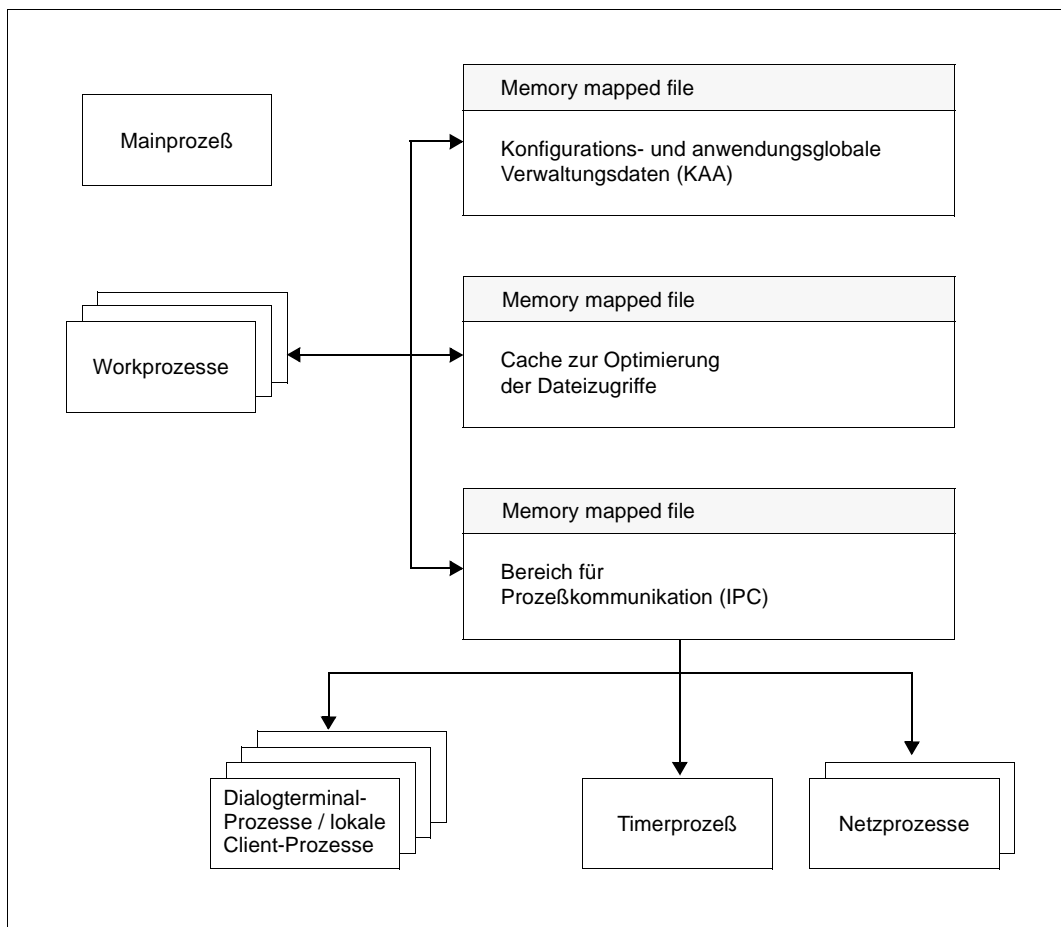 Mainprozeß
Memory mapped file
Konfigurations- und anwendungsglobale
Verwaltungsdaten (KAA)
Workprozesse
Memory mapped file
Cache zur Optimierung
der Dateizugriffe
Memory mapped file
Bereich für
Prozeßkommunikation (IPC)
Dialogterminal-
Prozesse / lokale
Client-Prozesse
Timerprozeß
Netzprozesse